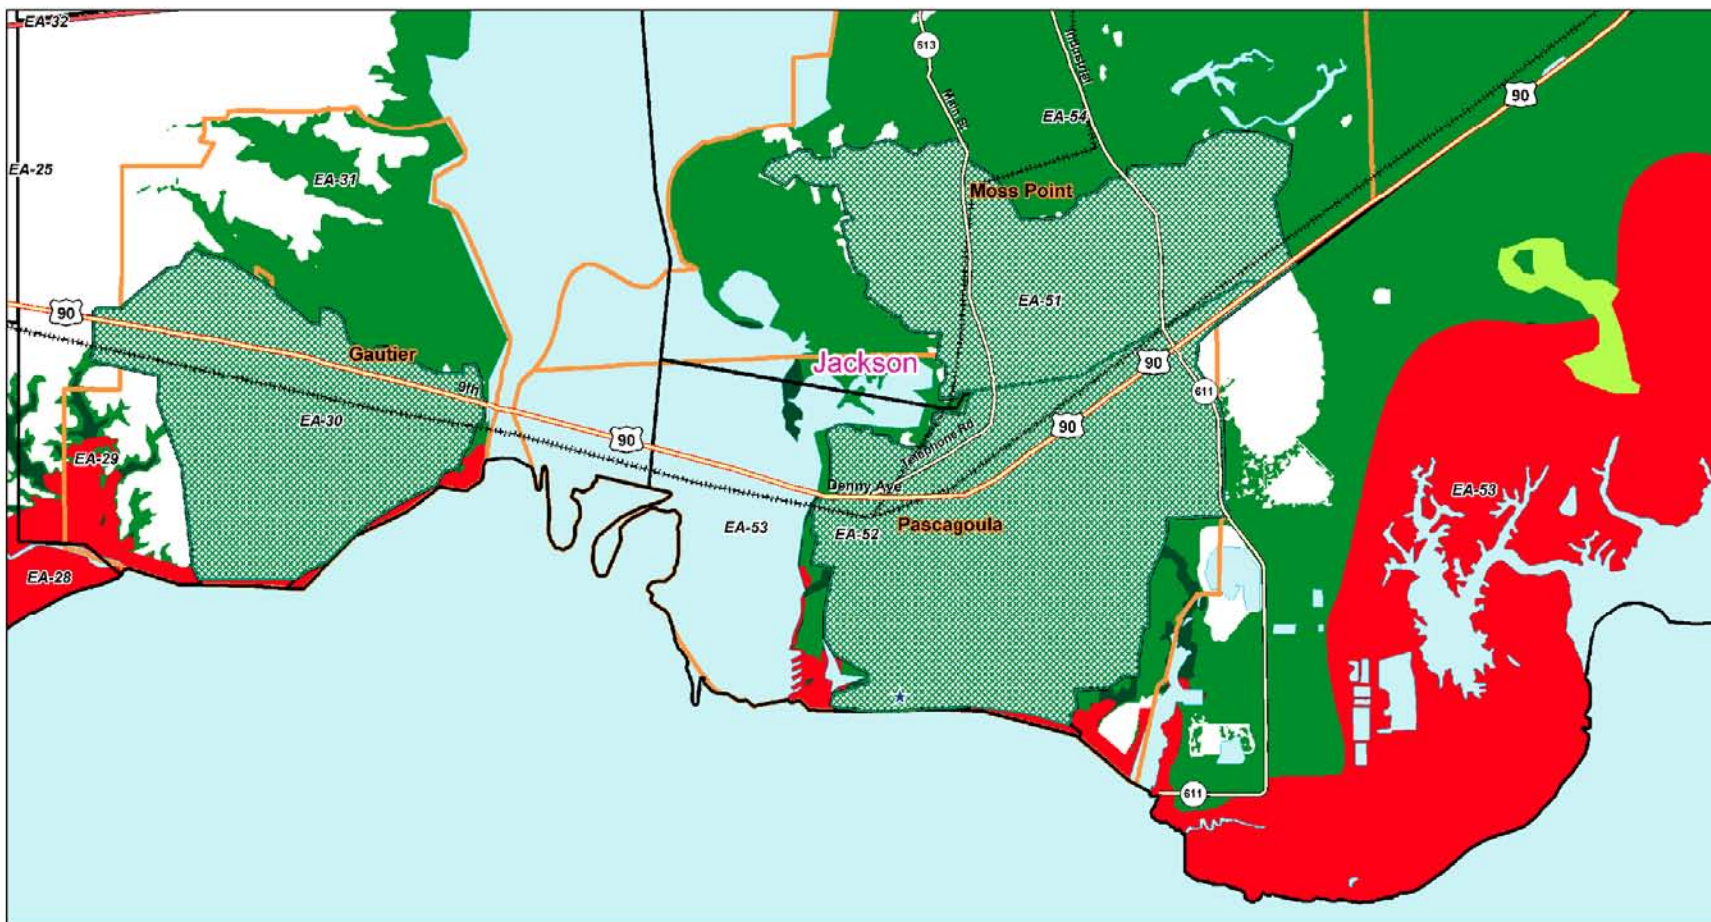 EA-32
613
Industrial
90
Main St
EA-54
EA-25
EA-31
Moss Point
90
EA-51
Gautier
Jackson
90
9th
611
EA-30
90
90
Telephone Rd
EA-29
Denny Ave
EA-53
EA-53
EA-52
Pascagoula
EA-28
611